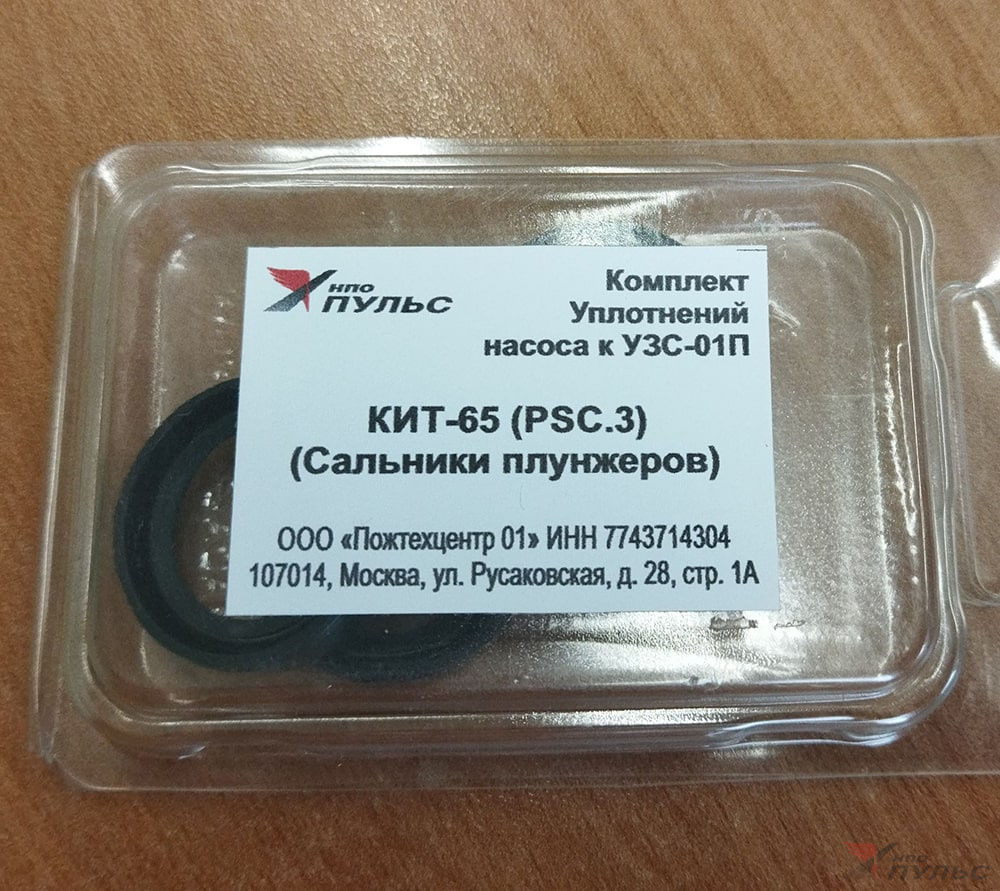 НПО
ПУЛЬС
Комплект
Уплотнений
насоса к УЗС-01П
КИТ-65 (PSC.3)
(Сальники плунжеров)
ООО «Пожтехцентр 01» ИНН 7743714304
107014, Москва, ул. Русаковская, д. 28, стр. 1А
НПО
ПУЛЬС